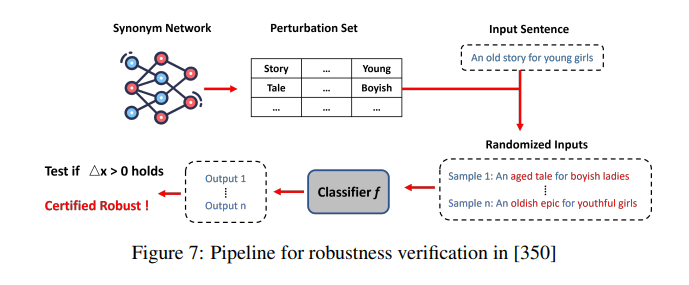 Synonym Network
Perturbation Set
Input Sentence
Story ... Young
Tale ... Boyish
... ... ...
An old story for young girls
Randomized Inputs
Sample 1: An aged tale for boyish ladies
Sample n: An oldish epic for youthful girls
Classifier f
Output 1
Output n
Test if △x > 0 holds
Certified Robust !
Figure 7: Pipeline for robustness verification in [350]